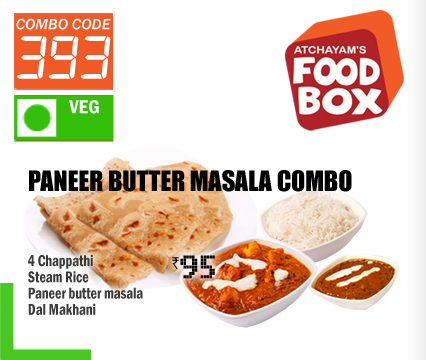 COMBO CODE
393
VEG
ATCHAYAM'S
FOOD
BOX
PANEER BUTTER MASALA COMBO
4 Chappathi
Steam Rice
Paneer butter masala
Dal Makhani
₹95